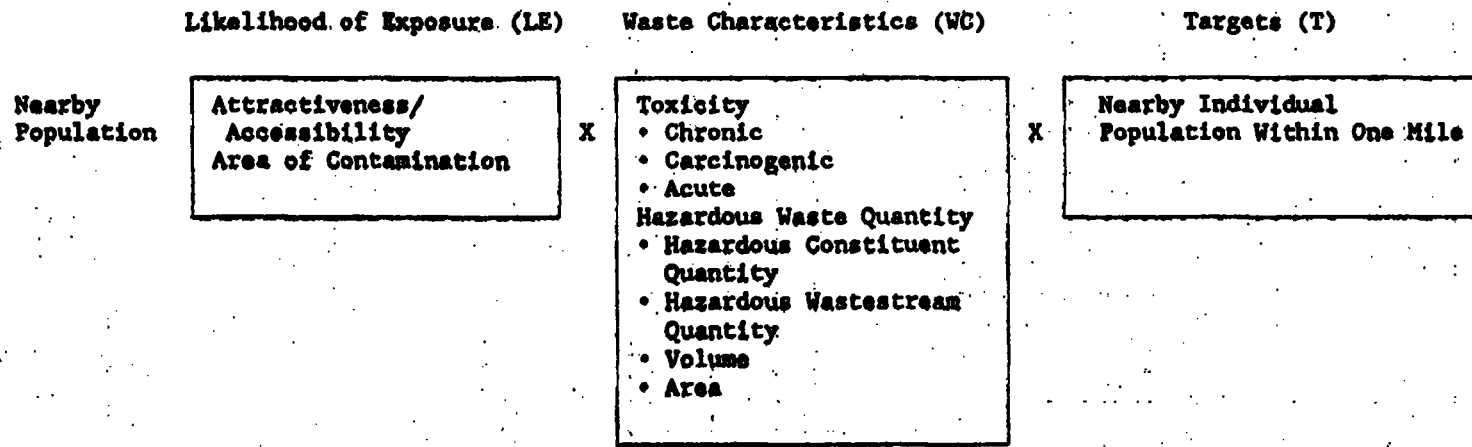 Likelihood of Exposure (LE) Waste Characteristics (WC) Targets (T)
Nearby
Population
Attractiveness/
Accessibility
Area of Contamination
X
Toxicity
• Chronic
• Carcinogenic
• Acute
Hazardous Waste Quantity
• Hazardous Constituent
Quantity
• Hazardous Wastestream
Quantity
• Volume
• Area
X
Nearby Individual
Population Within One Mile